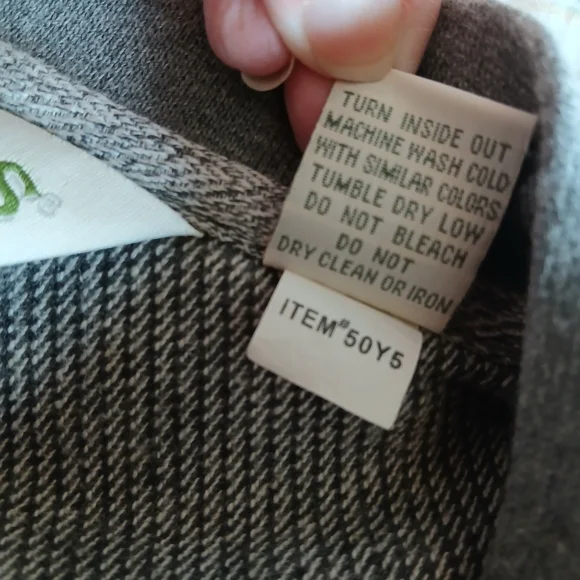 S®
TURN INSIDE OUT
MACHINE WASH COLD
WITH SIMILAR COLORS
TUMBLE DRY LOW
DO NOT BLEACH
DO NOT
DRY CLEAN OR IRON
ITEM#50Y5